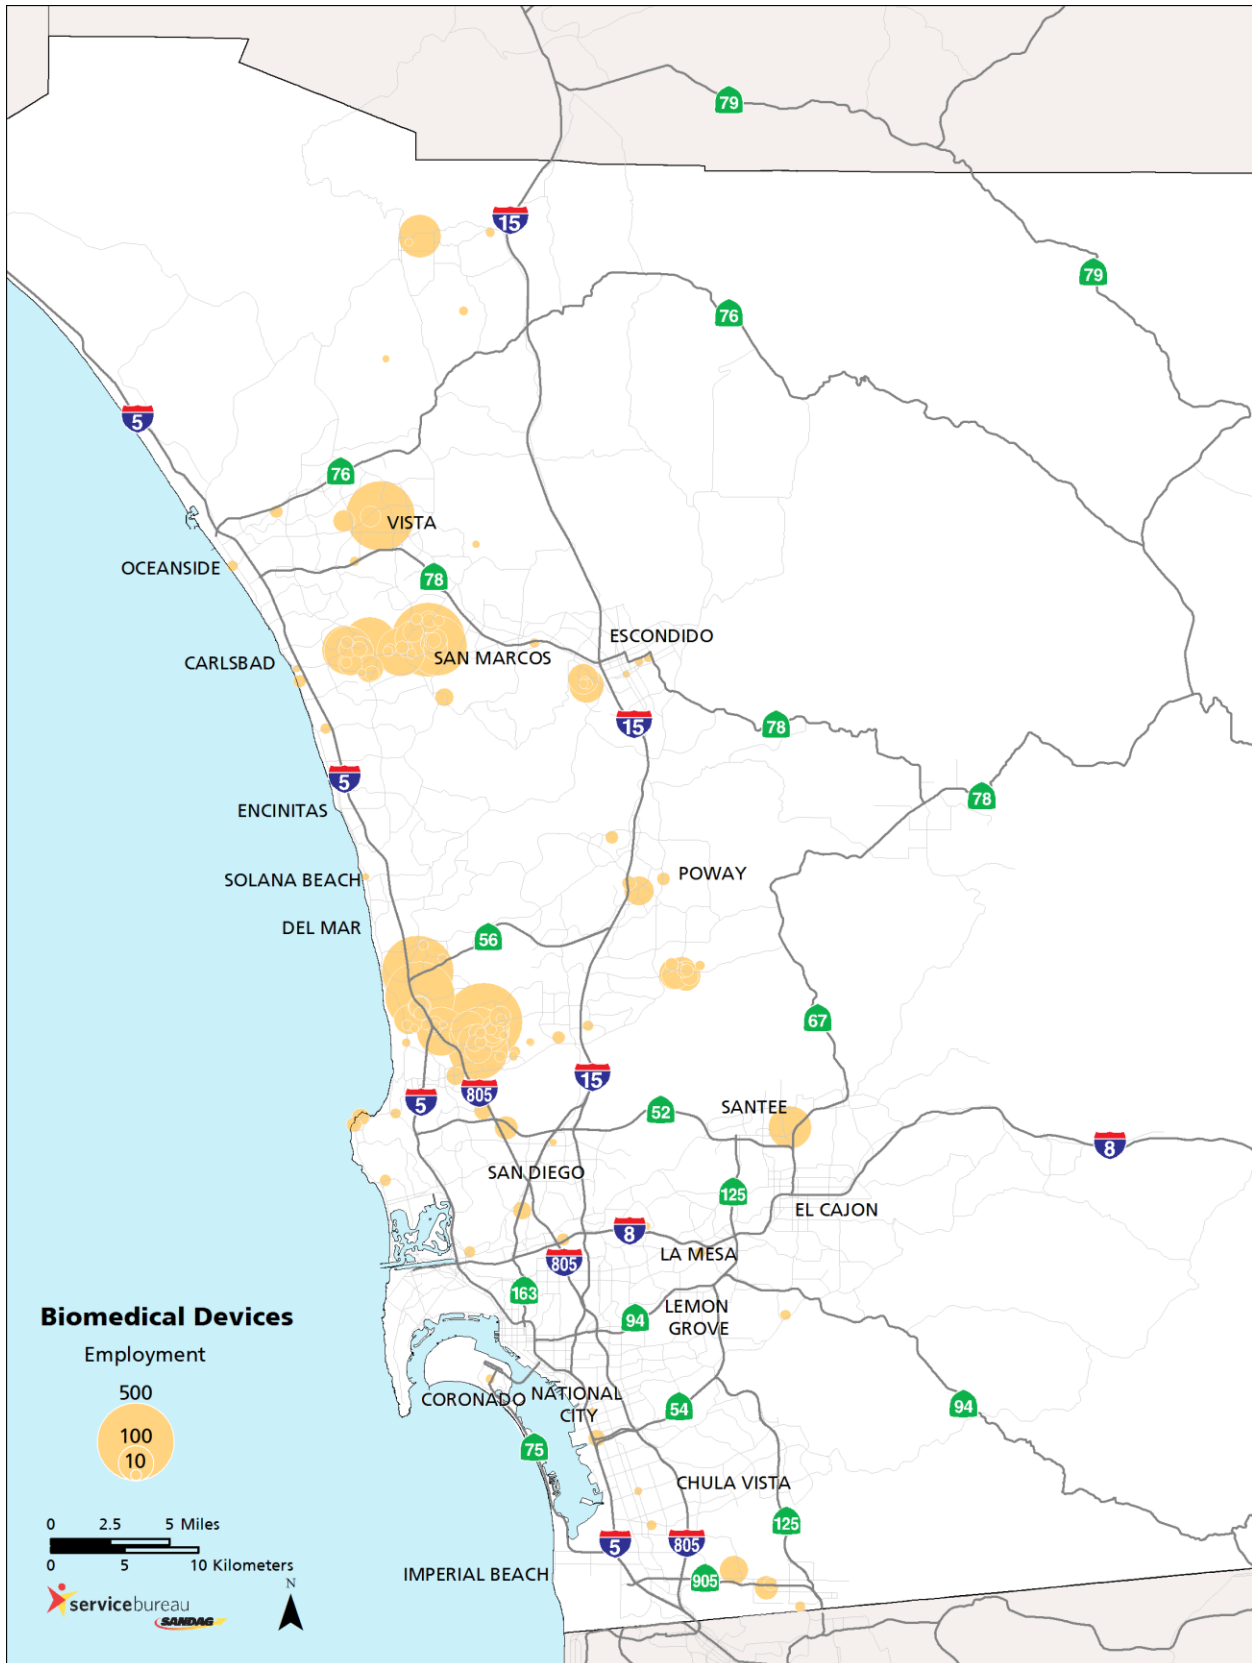 79
15
79
76
5
76
VISTA
OCEANSIDE
78
ESCONDIDO
SAN MARCOS
CARLSBAD
15
78
5
78
ENCINITAS
POWAY
SOLANA BEACH
DEL MAR
56
67
15
805
5
SANTEE
52
8
SAN DIEGO
125
EL CAJON
8
LA MESA
805
163
LEMON
GROVE
94
Biomedical Devices
Employment
500
100
10
CORONADO
NATIONAL
CITY
54
94
75
CHULA VISTA
125
0 2.5 5 Miles
0 5 10 Kilometers
5
805
905
IMPERIAL BEACH
N
servicebureau
SANDAG